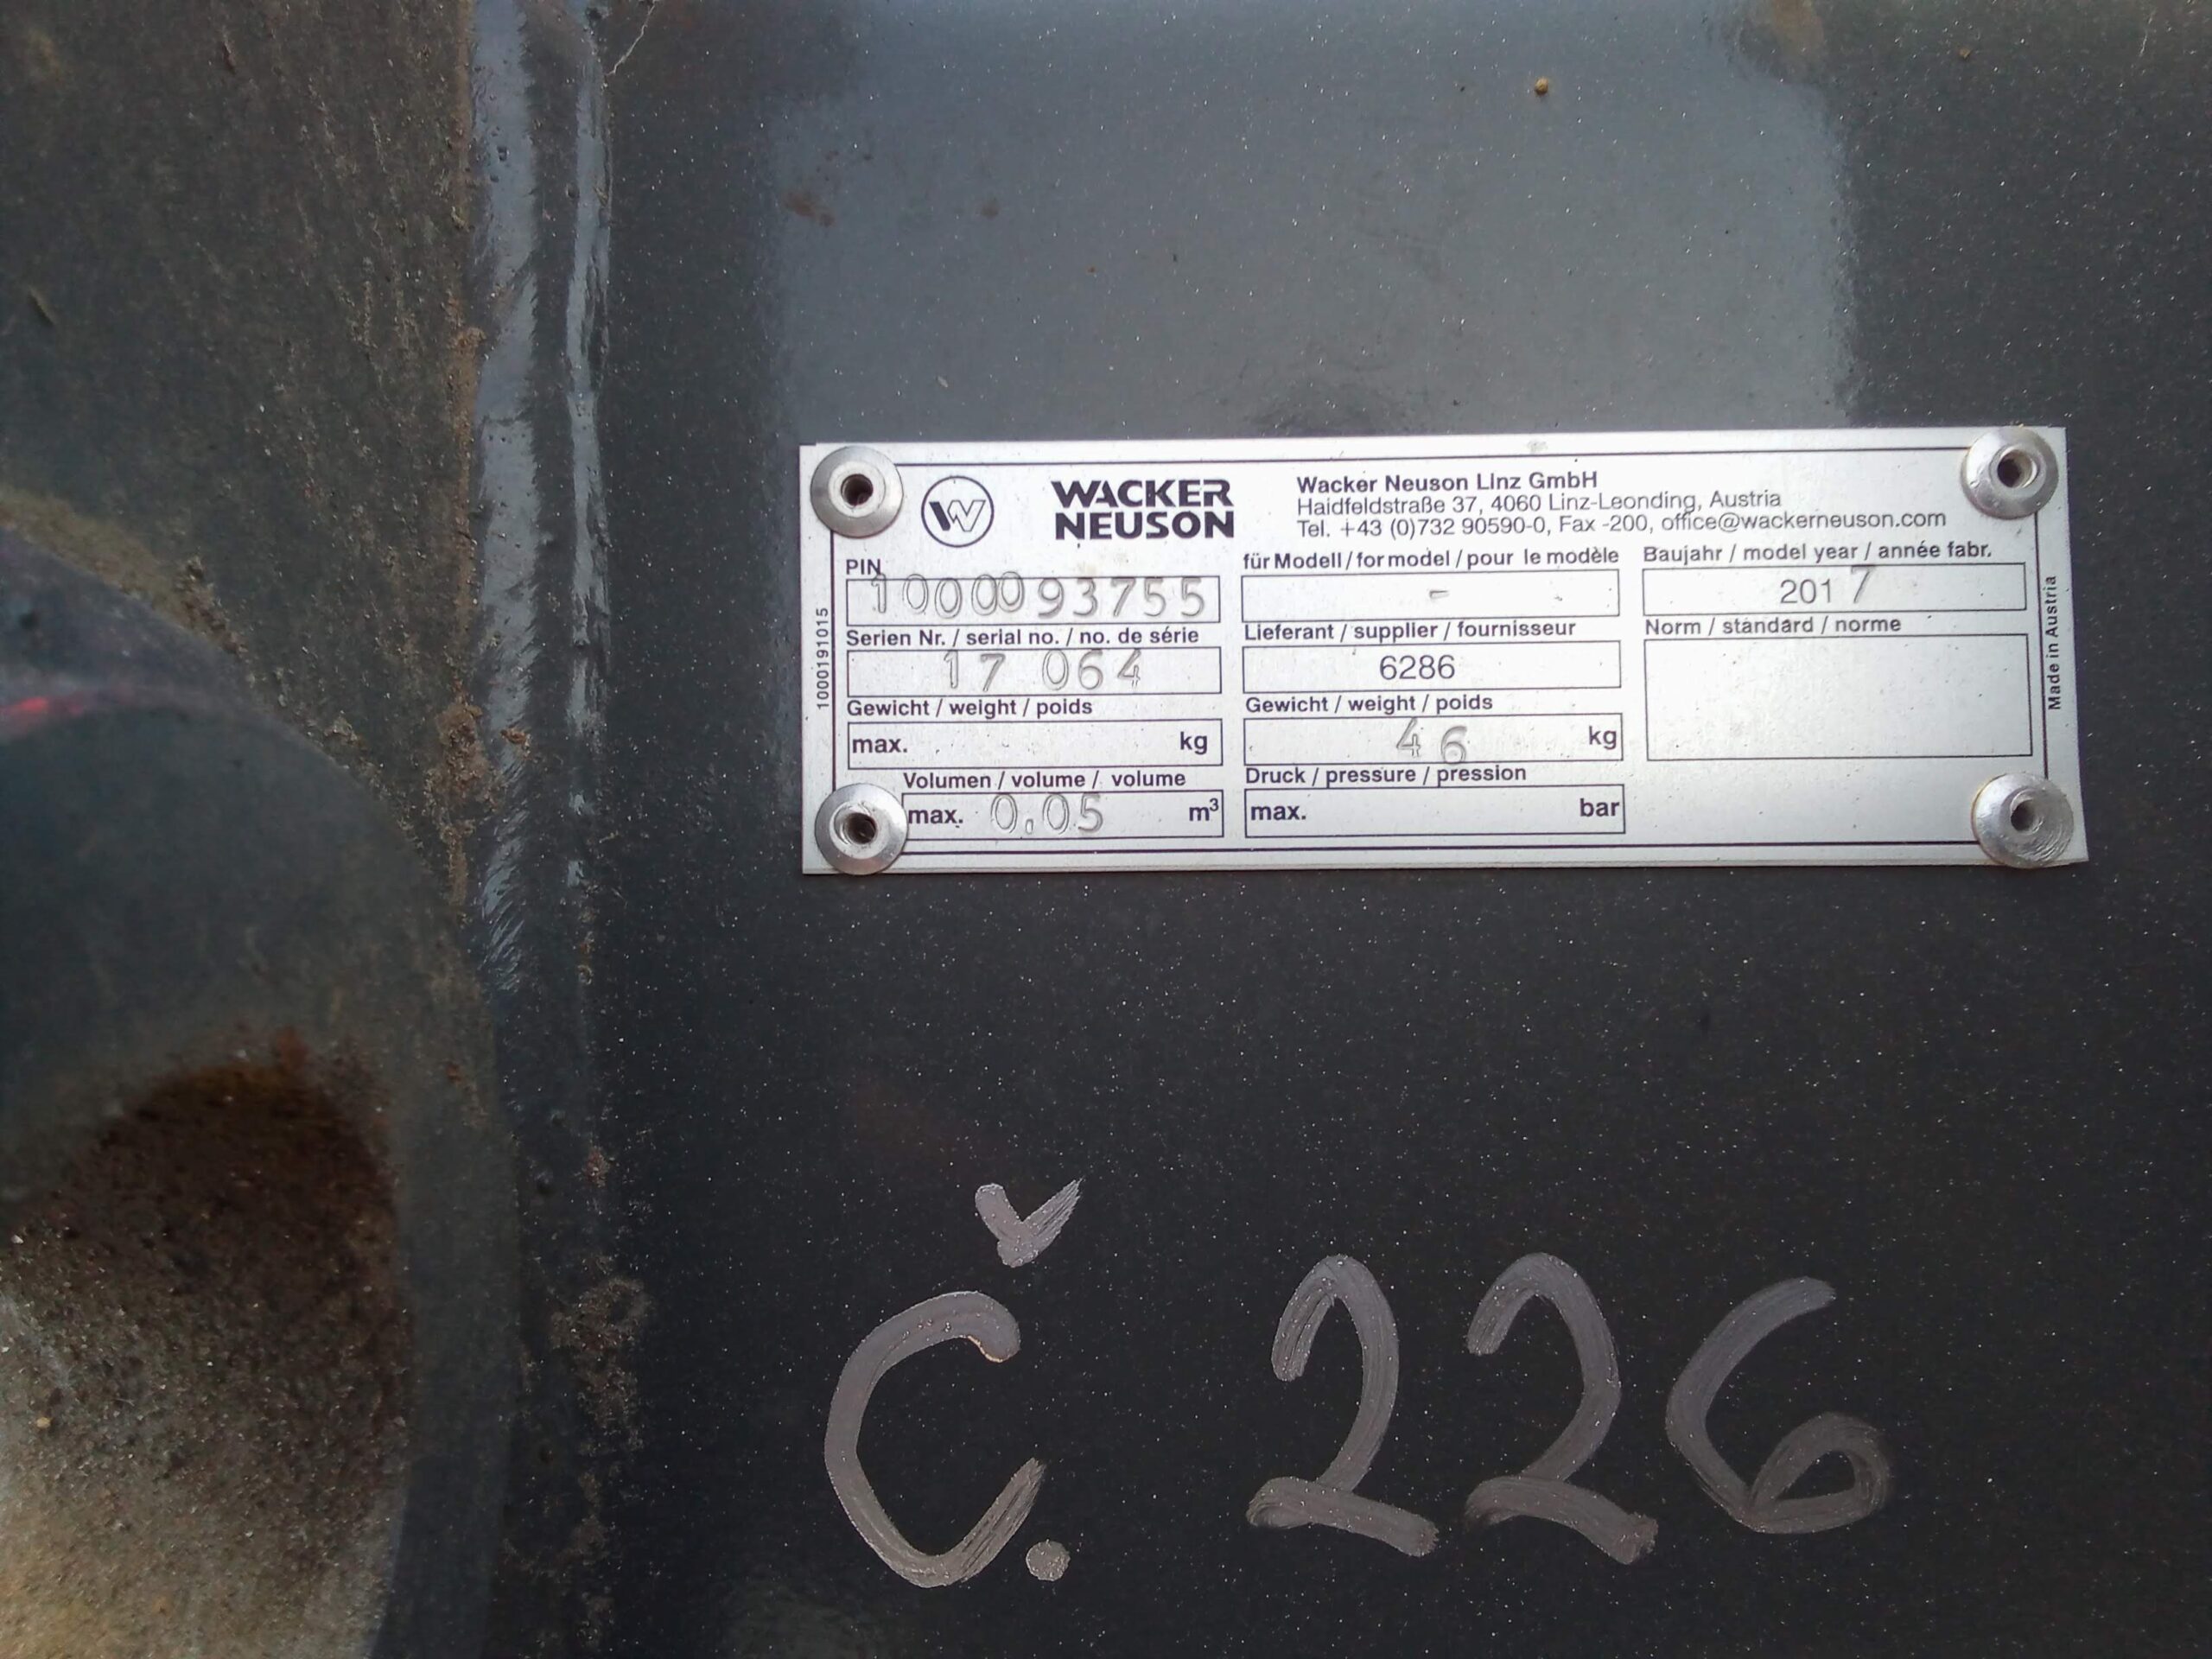 WACKER
NEUSON
Wacker Neuson Linz GmbH
Haidfeldstraße 37, 4060 Linz-Leonding, Austria
Tel. +43 (0)732 90590-0, Fax -200, office@wackerneuson.com
PIN
1000093755
für Modell / for model / pour le modèle
-
Baujahr / model year / année fabr.
2017
Serien Nr. / serial no. / no. de série
17 064
Lieferant / supplier / fournisseur
6286
Norm / standard / norme
Gewicht / weight / poids
max. kg
Gewicht / weight / poids
46 kg
Volumen / volume / volume
max. 0,05 m³
Druck / pressure / pression
max. bar
1000191015
Made in Austria
Č. 226